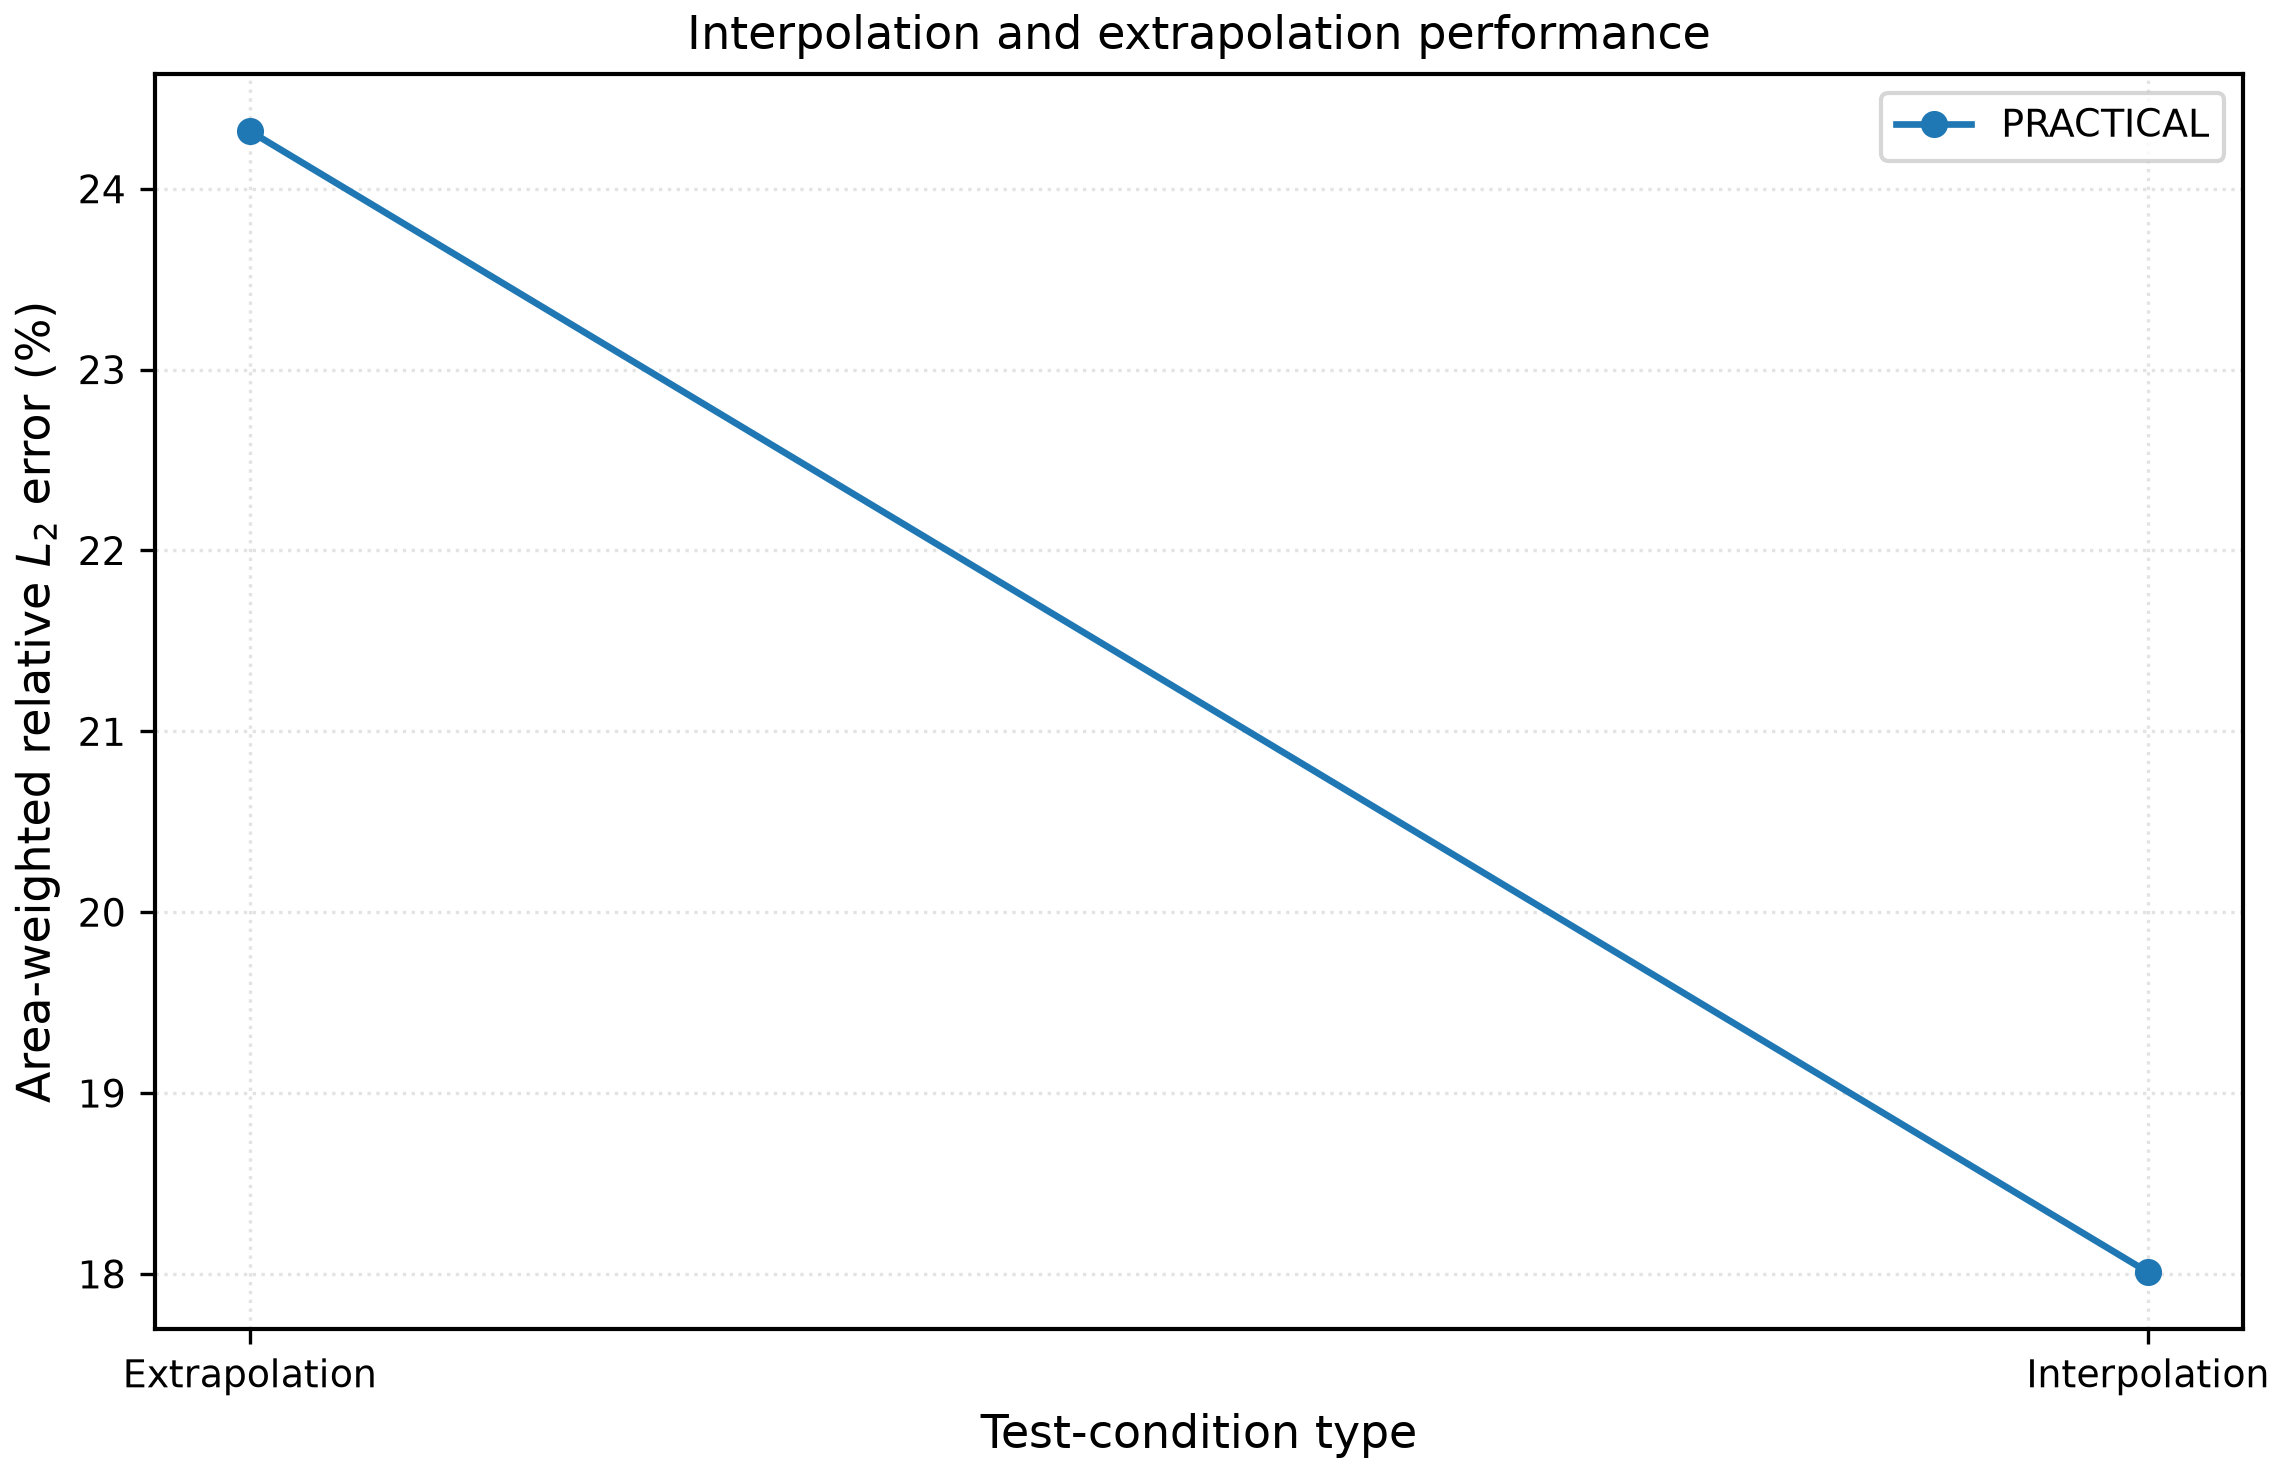 Interpolation and extrapolation performance
PRACTICAL
Area-weighted relative L₂ error (%)
24
23
22
21
20
19
18
Extrapolation
Interpolation
Test-condition type